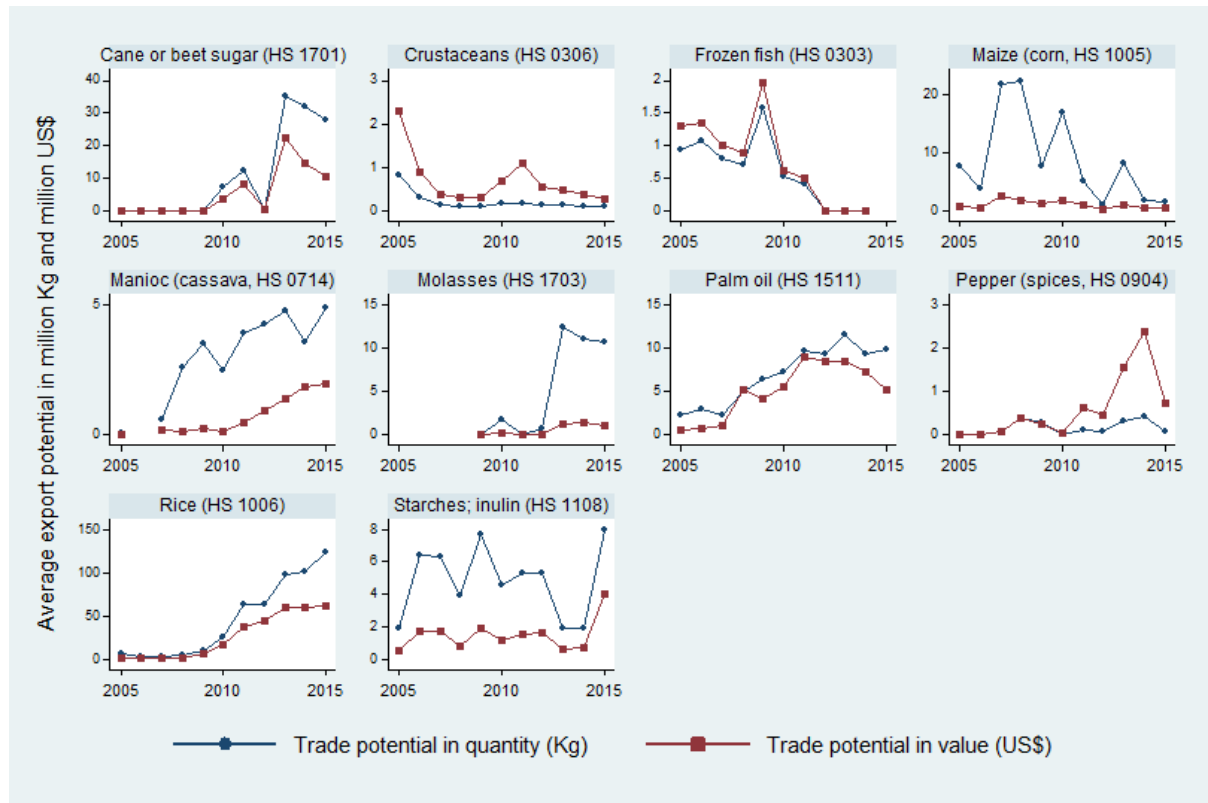 Average export potential in million Kg and million US$
Cane or beet sugar (HS 1701)
40
30
20
10
0
2005 2010 2015
Crustaceans (HS 0306)
3
2
1
0
2005 2010 2015
Frozen fish (HS 0303)
2
1.5
1
.5
0
2005 2010 2015
Maize (corn, HS 1005)
20
10
0
2005 2010 2015
Manioc (cassava, HS 0714)
5
0
2005 2010 2015
Molasses (HS 1703)
15
10
5
0
2005 2010 2015
Palm oil (HS 1511)
15
10
5
0
2005 2010 2015
Pepper (spices, HS 0904)
3
2
1
0
2005 2010 2015
Rice (HS 1006)
150
100
50
0
2005 2010 2015
Starches; inulin (HS 1108)
8
6
4
2
0
2005 2010 2015
Trade potential in quantity (Kg) Trade potential in value (US$)